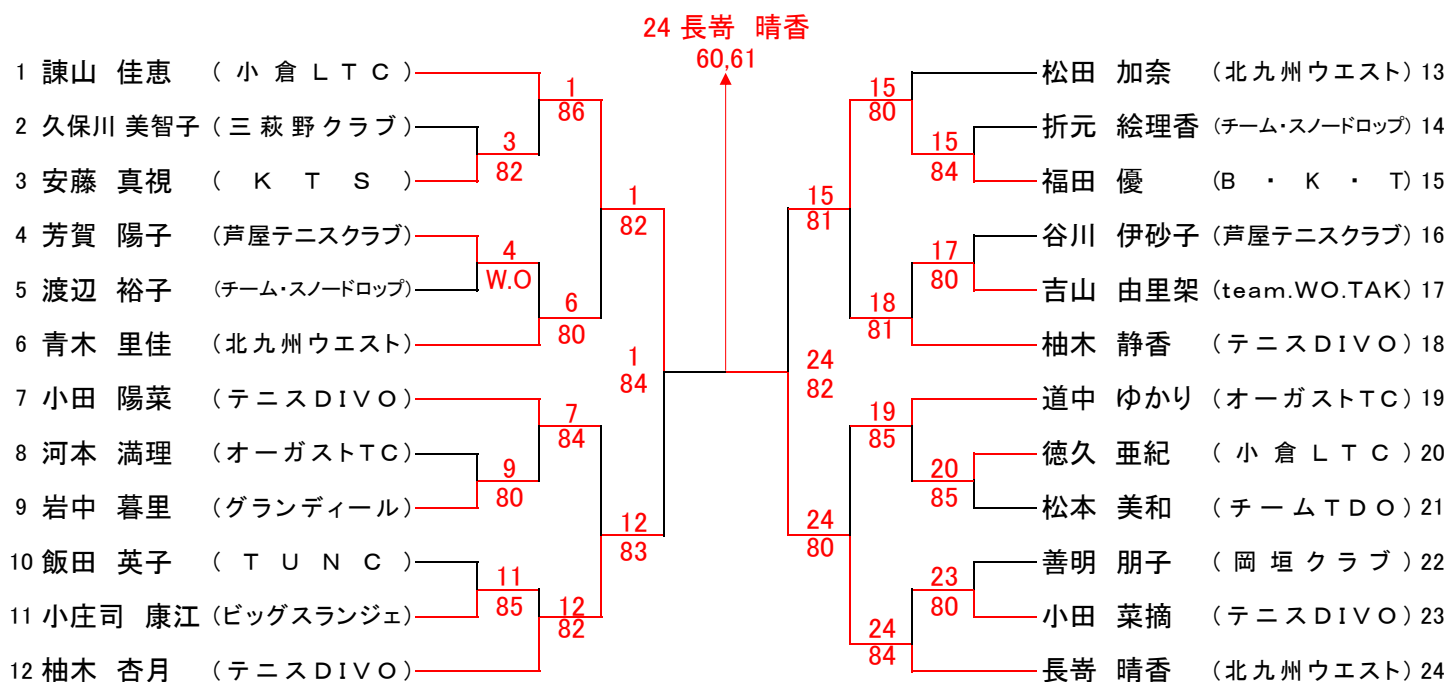 24 長嵜 晴香
60,61
1 諌山 佳恵 (小倉LTC)
2 久保川 美智子 (三萩野クラブ)
3 安藤 真視 (KTS)
4 芳賀 陽子 (芦屋テニスクラブ)
5 渡辺 裕子 (チーム・スノードロップ)
6 青木 里佳 (北九州ウエスト)
7 小田 陽菜 (テニスDIVO)
8 河本 満理 (オーガストTC)
9 岩中 暮里 (グランディール)
10 飯田 英子 (TUNC)
11 小庄司 康江 (ビッグスランジェ)
12 柚木 杏月 (テニスDIVO)
1
86
3
82
4
W.O
6
80
7
84
9
80
11
85
12
82
1
82
12
83
1
84
24
82
15
81
24
80
15
80
15
84
17
80
18
81
19
85
20
85
23
80
24
84
松田 加奈 (北九州ウエスト) 13
折元 絵理香 (チーム・スノードロップ) 14
福田 優 (B・K・T) 15
谷川 伊砂子 (芦屋テニスクラブ) 16
吉山 由里架 (team.WO.TAK) 17
柚木 静香 (テニスDIVO) 18
道中 ゆかり (オーガストTC) 19
徳久 亜紀 (小倉LTC) 20
松本 美和 (チームTDO) 21
善明 朋子 (岡垣クラブ) 22
小田 菜摘 (テニスDIVO) 23
長嵜 晴香 (北九州ウエスト) 24